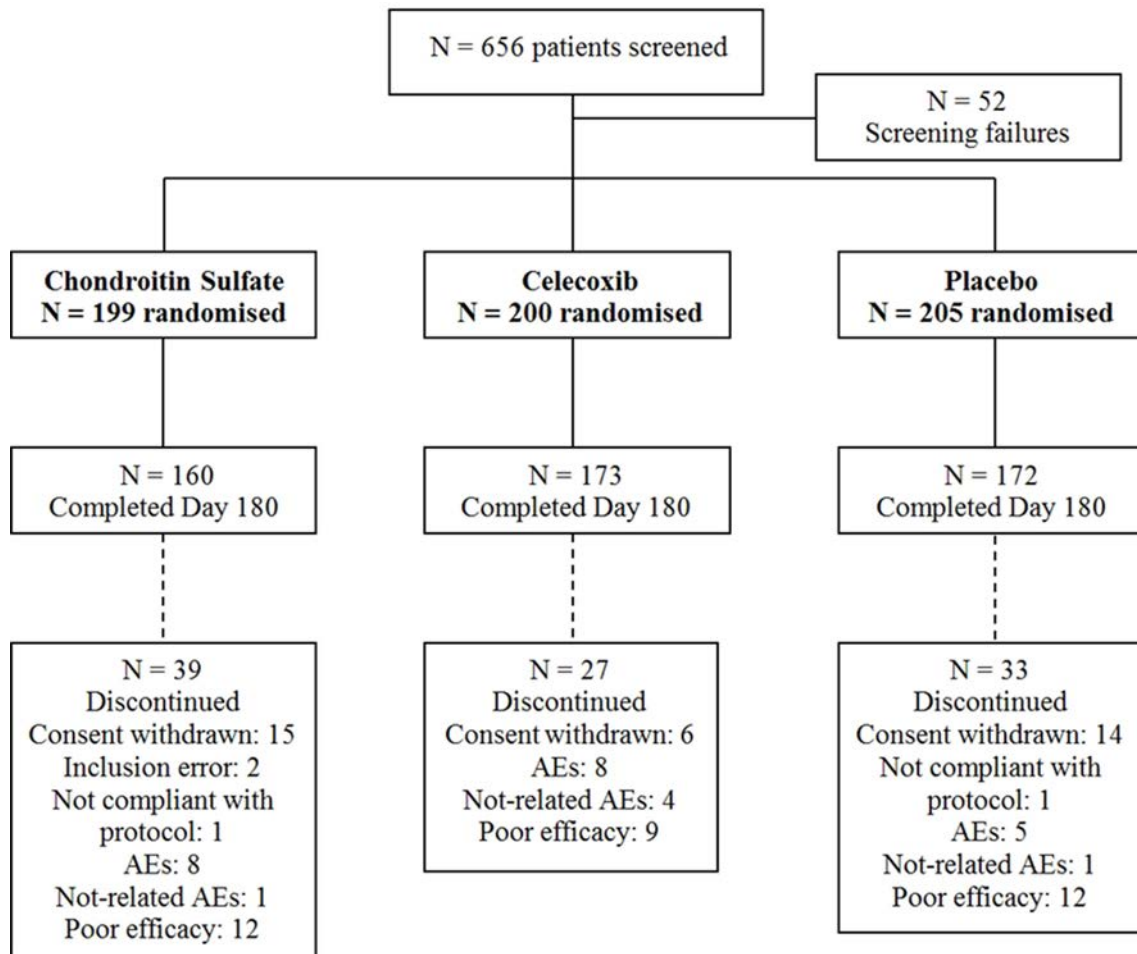 N = 656 patients screened
N = 52
Screening failures
Chondroitin Sulfate
N = 199 randomised
Celecoxib
N = 200 randomised
Placebo
N = 205 randomised
N = 160
Completed Day 180
N = 173
Completed Day 180
N = 172
Completed Day 180
N = 39
Discontinued
Consent withdrawn: 15
Inclusion error: 2
Not compliant with
protocol: 1
AEs: 8
Not-related AEs: 1
Poor efficacy: 12
N = 27
Discontinued
Consent withdrawn: 6
AEs: 8
Not-related AEs: 4
Poor efficacy: 9
N = 33
Discontinued
Consent withdrawn: 14
Not compliant with
protocol: 1
AEs: 5
Not-related AEs: 1
Poor efficacy: 12